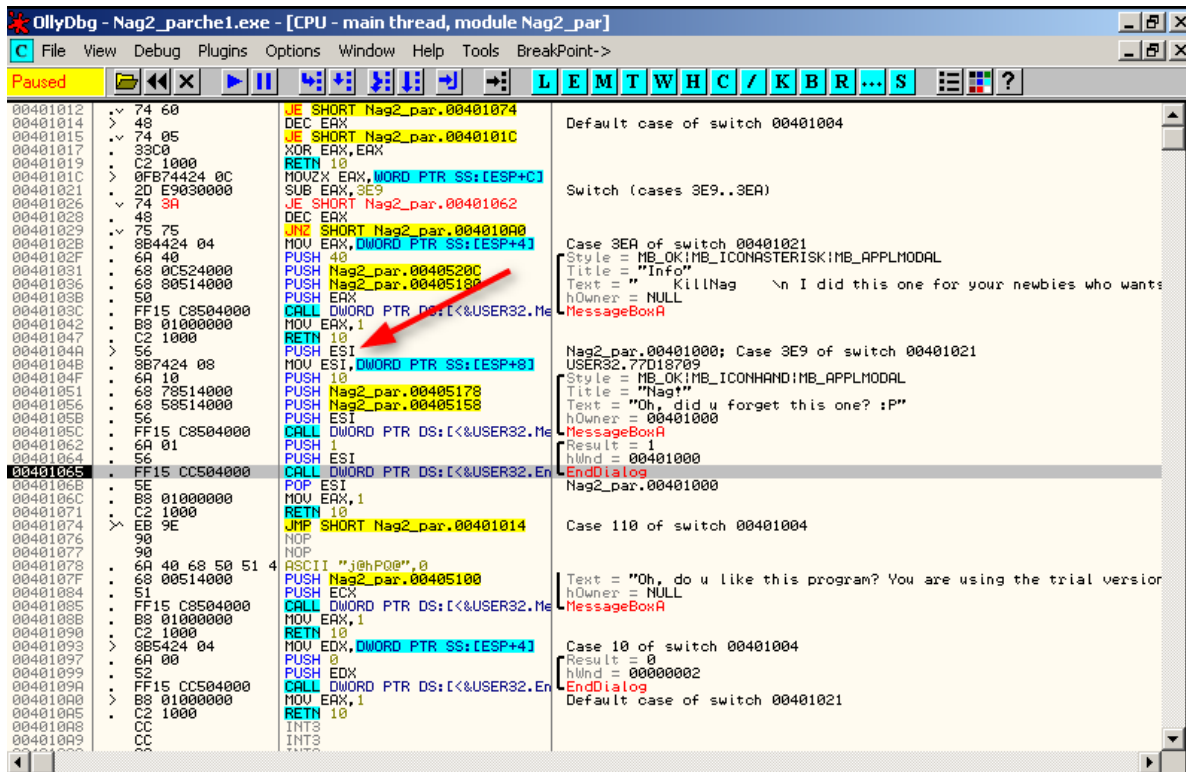 OllyDbg - Nag2_parche1.exe - [CPU - main thread, module Nag2_par]
C File View Debug Plugins Options Window Help Tools BreakPoint->
Paused L E M T W H C / K B R ... S ?
00401012 .v 74 60 JE SHORT Nag2_par.00401074
00401014 > 48 DEC EAX Default case of switch 00401004
00401015 .v 74 05 JE SHORT Nag2_par.0040101C
00401017 . 33C0 XOR EAX,EAX
00401019 . C2 1000 RETN 10
0040101C > 0FB74424 0C MOVZX EAX,WORD PTR SS:[ESP+C]
00401021 . 2D E9030000 SUB EAX,3E9 Switch (cases 3E9..3EA)
00401026 v 74 3A JE SHORT Nag2_par.00401062
00401028 . 48 DEC EAX
00401029 .v 75 75 JNZ SHORT Nag2_par.004010A0
0040102B . 8B4424 04 MOV EAX,DWORD PTR SS:[ESP+4] Case 3EA of switch 00401021
0040102F . 6A 40 PUSH 40 Style = MB_OK|MB_ICONASTERISK|MB_APPLMODAL
00401031 . 68 0C524000 PUSH Nag2_par.0040520C Title = "Info"
00401036 . 68 80514000 PUSH Nag2_par.00405180 Text = " KillNag \n I did this one for your newbies who wants
0040103B . 50 PUSH EAX hOwner = NULL
0040103C . FF15 C8504000 CALL DWORD PTR DS:[<&USER32.Me MessageBoxA
00401042 . B8 01000000 MOV EAX,1
00401047 . C2 1000 RETN 10
0040104A > 56 PUSH ESI Nag2_par.00401000; Case 3E9 of switch 00401021
0040104B . 8B7424 08 MOV ESI,DWORD PTR SS:[ESP+8] USER32.77D18709
0040104F . 6A 10 PUSH 10 Style = MB_OK|MB_ICONHAND|MB_APPLMODAL
00401051 . 68 78514000 PUSH Nag2_par.00405178 Title = "Nag!"
00401056 . 68 58514000 PUSH Nag2_par.00405158 Text = "Oh, did u forget this one? :P"
0040105B . 56 PUSH ESI hOwner = 00401000
0040105C . FF15 C8504000 CALL DWORD PTR DS:[<&USER32.Me MessageBoxA
00401062 . 6A 01 PUSH 1 Result = 1
00401064 . 56 PUSH ESI hWnd = 00401000
00401065 . FF15 CC504000 CALL DWORD PTR DS:[<&USER32.En EndDialog
0040106B . 5E POP ESI Nag2_par.00401000
0040106C . B8 01000000 MOV EAX,1
00401071 . C2 1000 RETN 10
00401074 >^ EB 9E JMP SHORT Nag2_par.00401014 Case 110 of switch 00401004
00401076 90 NOP
00401077 90 NOP
00401078 . 6A 40 68 50 51 4 ASCII "j@hPQ@",0
0040107F . 68 00514000 PUSH Nag2_par.00405100 Text = "Oh, do u like this program? You are using the trial version
00401084 . 51 PUSH ECX hOwner = NULL
00401085 . FF15 C8504000 CALL DWORD PTR DS:[<&USER32.Me MessageBoxA
0040108B . B8 01000000 MOV EAX,1
00401090 . C2 1000 RETN 10
00401093 > 8B5424 04 MOV EDX,DWORD PTR SS:[ESP+4] Case 10 of switch 00401004
00401097 . 6A 00 PUSH 0 Result = 0
00401099 . 52 PUSH EDX hWnd = 00000002
0040109A . FF15 CC504000 CALL DWORD PTR DS:[<&USER32.En EndDialog
004010A0 > B8 01000000 MOV EAX,1 Default case of switch 00401021
004010A5 . C2 1000 RETN 10
004010A8 CC INT3
004010A9 CC INT3